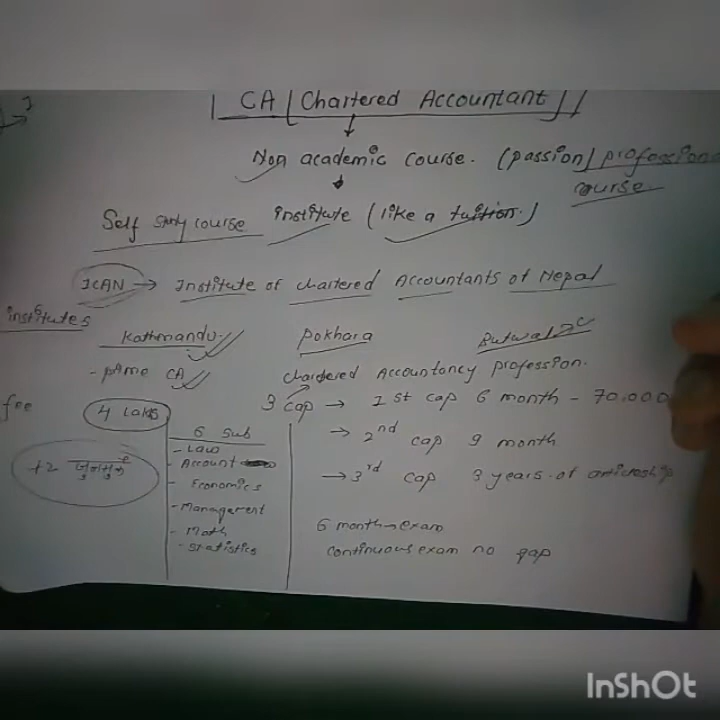 CA (Chartered Accountant)
Non academic course. (passion) profession
course.
Self study course institute (like a tuition.)
ICAN → Institute of chartered Accountants of Nepal
institutes
Kathmandu Pokhara Butwal
- prime CA Chartered Accountancy profession.
fee 4 lakhs 3 cap → 1st cap 6 month - 70.000
6 sub → 2nd cap 9 month
- Law
- Account → 3rd cap 3 years of articleship
+2 जुनसुकै
- Economics
- Management 6 month → exam
- Math continuous exam no gap
- Statistics
InShOt